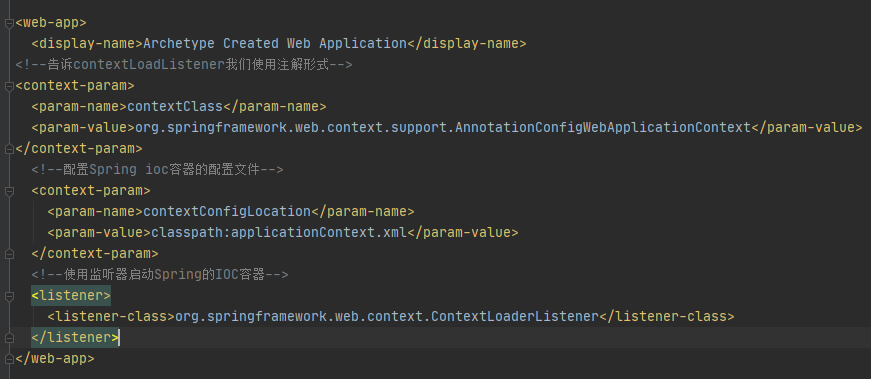 <web-app>
<display-name>Archetype Created Web Application</display-name>
<!--告诉contextLoadListener我们使用注解形式-->
<context-param>
<param-name>contextClass</param-name>
<param-value>org.springframework.web.context.support.AnnotationConfigWebApplicationContext</param-value>
</context-param>
<!--配置Spring ioc容器的配置文件-->
<context-param>
<param-name>contextConfigLocation</param-name>
<param-value>classpath:applicationContext.xml</param-value>
</context-param>
<!--使用监听器启动Spring的IOC容器-->
<listener>
<listener-class>org.springframework.web.context.ContextLoaderListener</listener-class>
</listener>
</web-app>